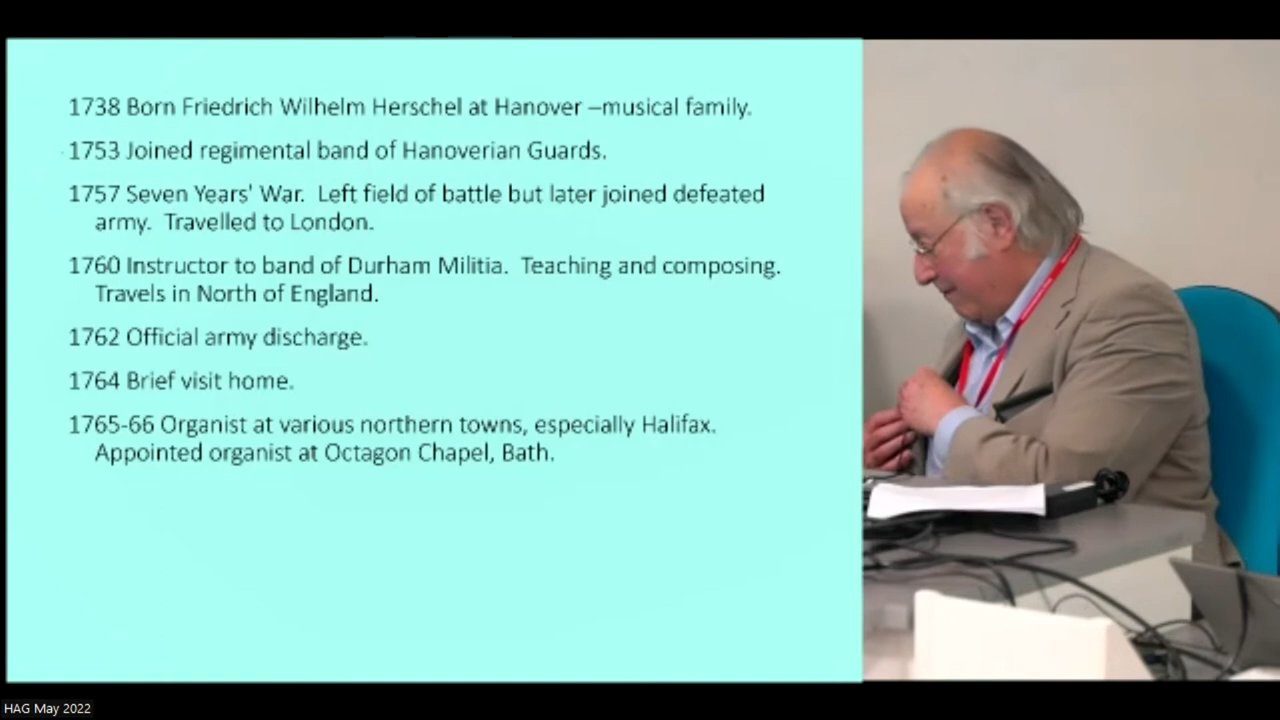 1738 Born Friedrich Wilhelm Herschel at Hanover –musical family.
1753 Joined regimental band of Hanoverian Guards.
1757 Seven Years' War.  Left field of battle but later joined defeated
army.  Travelled to London.
1760 Instructor to band of Durham Militia.  Teaching and composing.
Travels in North of England.
1762 Official army discharge.
1764 Brief visit home.
1765-66 Organist at various northern towns, especially Halifax.
Appointed organist at Octagon Chapel, Bath.
HAG May 2022